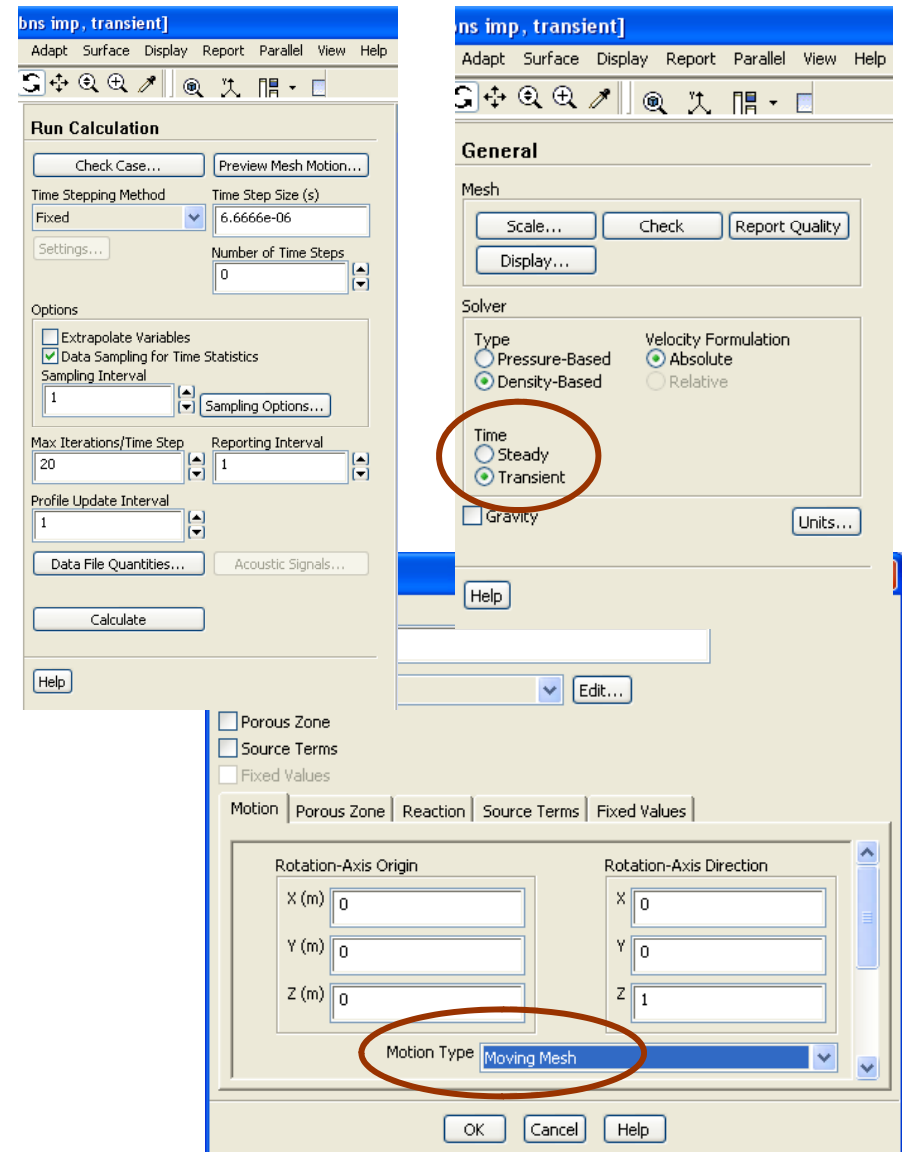 bns imp, transient]
Adapt Surface Display Report Parallel View Help
Run Calculation
Check Case... Preview Mesh Motion...
Time Stepping Method Time Step Size (s)
Fixed 6.6666e-06
Settings... Number of Time Steps
0
Options
Extrapolate Variables
Data Sampling for Time Statistics
Sampling Interval
1 Sampling Options...
Max Iterations/Time Step Reporting Interval
20 1
Profile Update Interval
1
Data File Quantities... Acoustic Signals...
Calculate
Help
ns imp, transient]
Adapt Surface Display Report Parallel View Help
General
Mesh
Scale... Check Report Quality
Display...
Solver
Type Velocity Formulation
Pressure-Based Absolute
Density-Based Relative
Time
Steady
Transient
Gravity Units...
Help
Edit...
Porous Zone
Source Terms
Fixed Values
Motion Porous Zone Reaction Source Terms Fixed Values
Rotation-Axis Origin Rotation-Axis Direction
X (m) 0 X 0
Y (m) 0 Y 0
Z (m) 0 Z 1
Motion Type Moving Mesh
OK Cancel Help